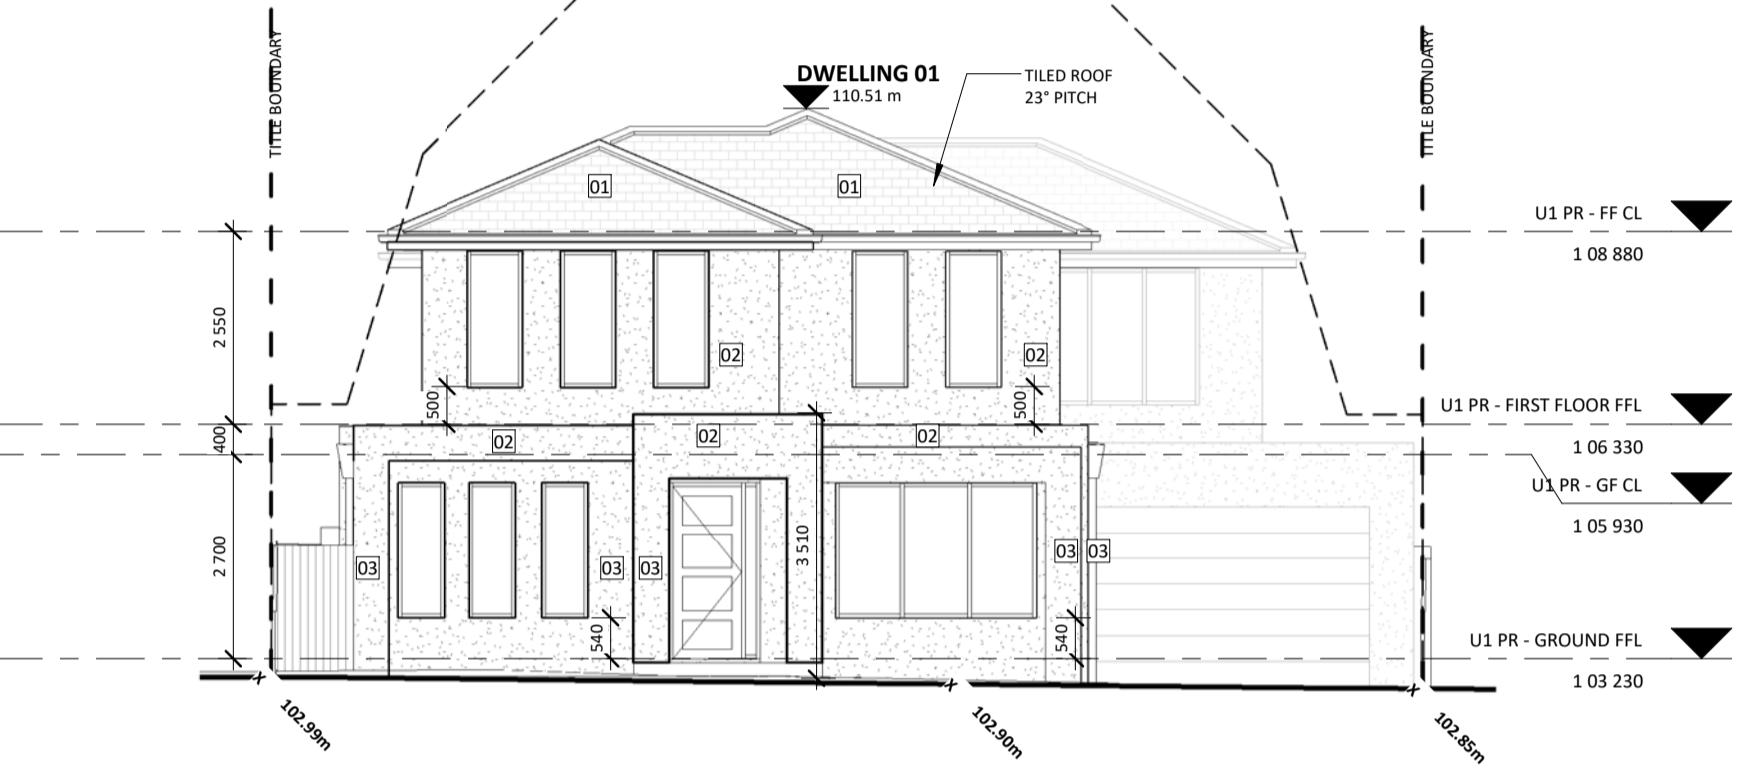 TITLE BOUNDARY
TITLE BOUNDARY
DWELLING 01
110.51 m
TILED ROOF
23° PITCH
01
01
U1 PR - FF CL
1 08 880
2 550
02
02
500
500
U1 PR - FIRST FLOOR FFL
1 06 330
400
02
02
02
U1 PR - GF CL
1 05 930
2 700
3 510
03
03
03
03
03
540
540
U1 PR - GROUND FFL
1 03 230
X
X
X
102.99m
102.90m
102.85m